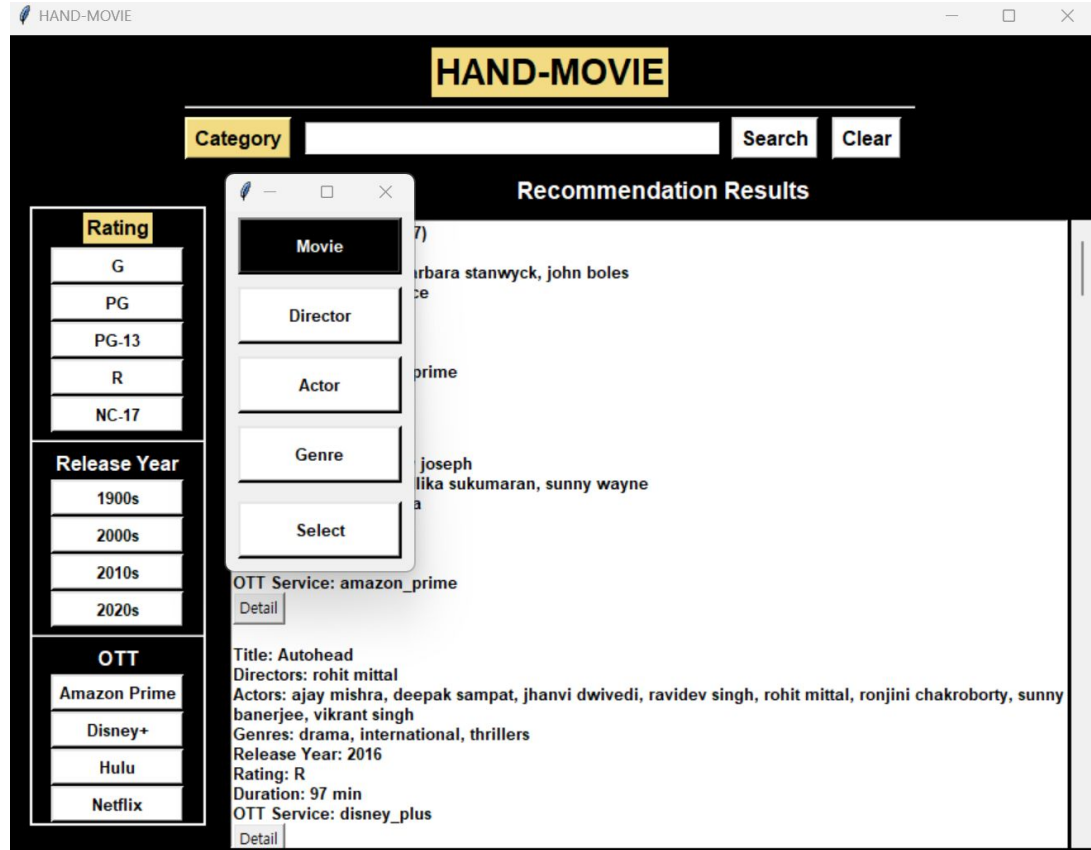 HAND-MOVIE
HAND-MOVIE
Category
Search
Clear
Recommendation Results
Rating
G
PG
PG-13
R
NC-17
Release Year
1900s
2000s
2010s
2020s
OTT
Amazon Prime
Disney+
Hulu
Netflix
Movie
Director
Actor
Genre
Select
7)
stanwyck, john boles
prime
joseph
sukumaran, sunny wayne
OTT Service: amazon_prime
Detail
Title: Autohead
Directors: rohit mittal
Actors: ajay mishra, deepak sampat, jhanvi dwivedi, ravidev singh, rohit mittal, ronjini chakroborty, sunny
banerjee, vikrant singh
Genres: drama, international, thrillers
Release Year: 2016
Rating: R
Duration: 97 min
OTT Service: disney_plus
Detail